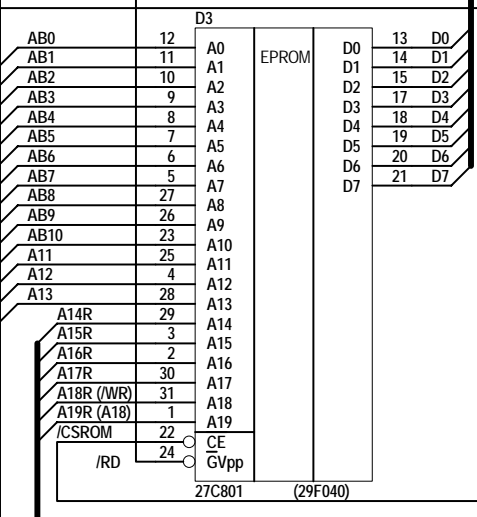 D3
AB0 12 A0 EPROM D0 13 D0
AB1 11 A1 D1 14 D1
AB2 10 A2 D2 15 D2
AB3 9 A3 D3 17 D3
AB4 8 A4 D4 18 D4
AB5 7 A5 D5 19 D5
AB6 6 A6 D6 20 D6
AB7 5 A7 D7 21 D7
AB8 27 A8
AB9 26 A9
AB10 23 A10
A11 25 A11
A12 4 A12
A13 28 A13
A14R 29 A14
A15R 3 A15
A16R 2 A16
A17R 30 A17
A18R (/WR) 31 A18
A19R (A18) 1 A19
/CSROM 22 CE
/RD 24 GVpp
27C801 (29F040)